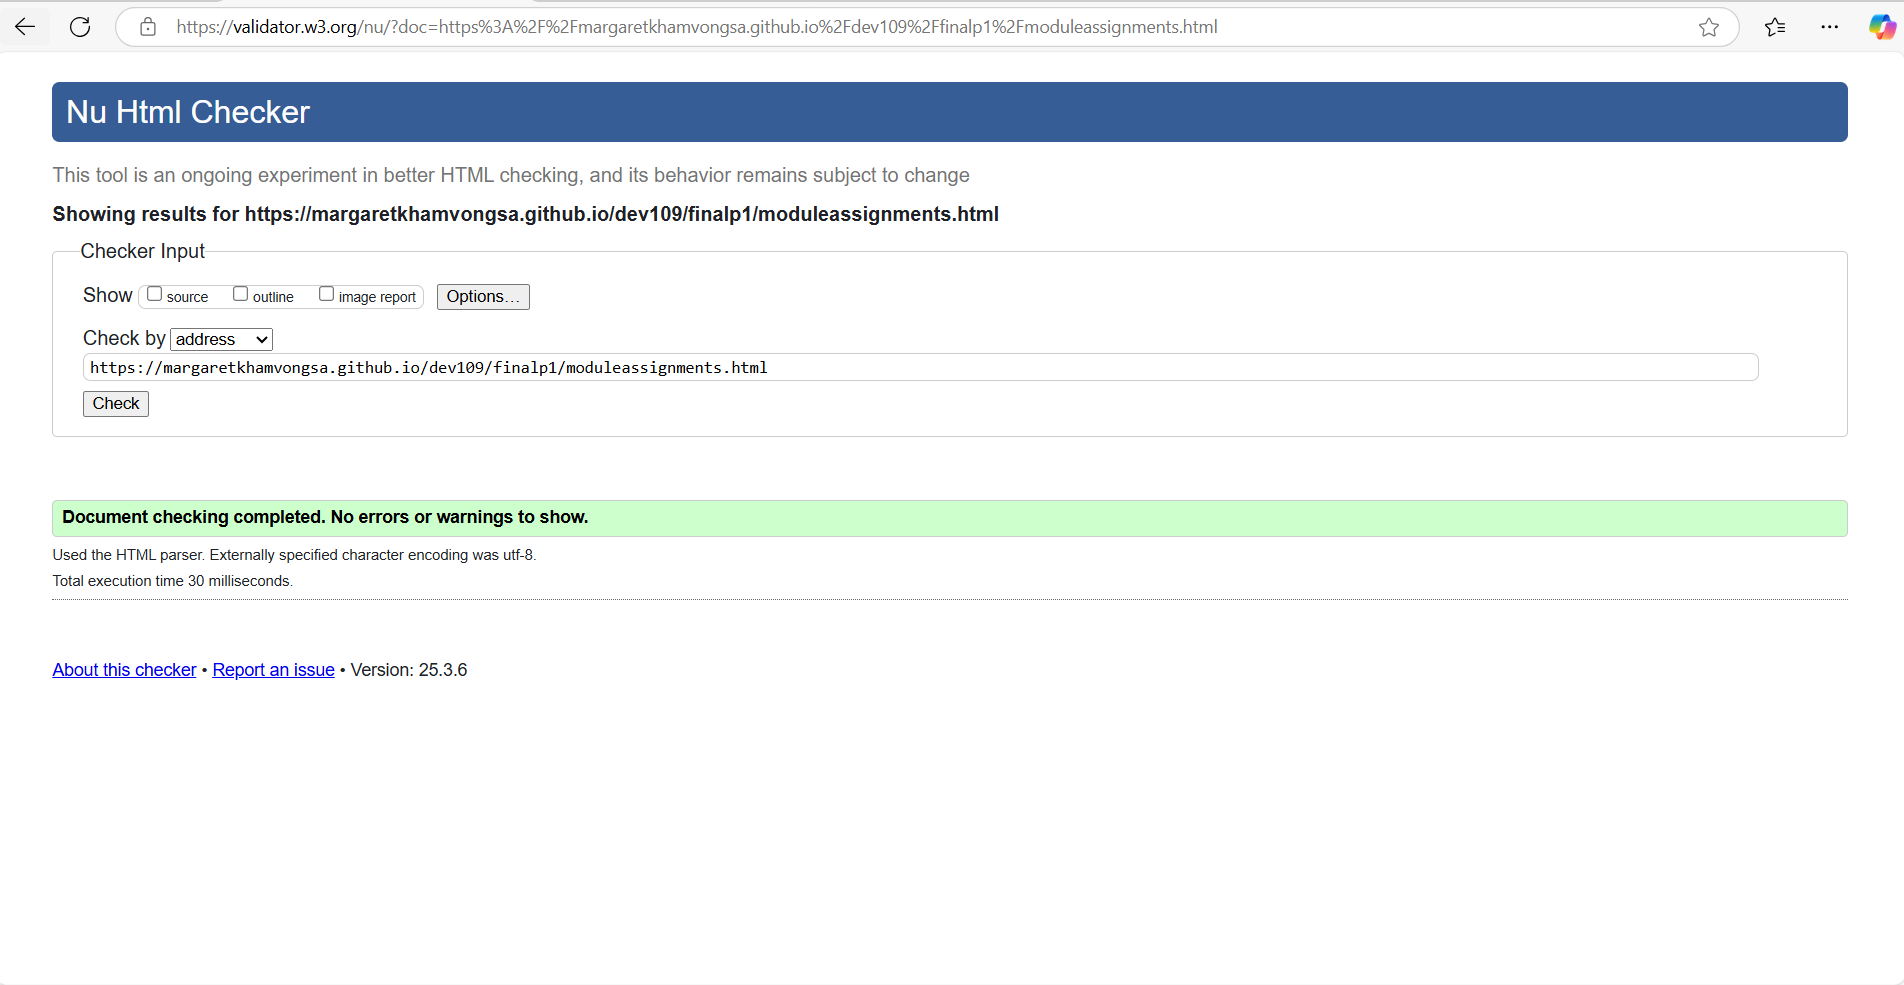 https://validator.w3.org/nu/?doc=https%3A%2F%2Fmargaretkhamvongsa.github.io%2Fdev109%2Ffinalp1%2Fmoduleassignments.html
Nu Html Checker
This tool is an ongoing experiment in better HTML checking, and its behavior remains subject to change
Showing results for https://margaretkhamvongsa.github.io/dev109/finalp1/moduleassignments.html
Checker Input
Show source outline image report Options...
Check by address
https://margaretkhamvongsa.github.io/dev109/finalp1/moduleassignments.html
Check
Document checking completed. No errors or warnings to show.
Used the HTML parser. Externally specified character encoding was utf-8.
Total execution time 30 milliseconds.
About this checker • Report an issue • Version: 25.3.6